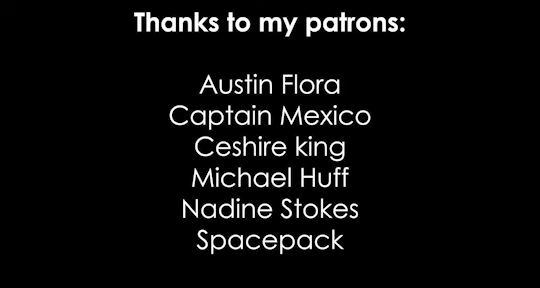 Thanks to my patrons:
Austin Flora
Captain Mexico
Ceshire king
Michael Huff
Nadine Stokes
Spacepack